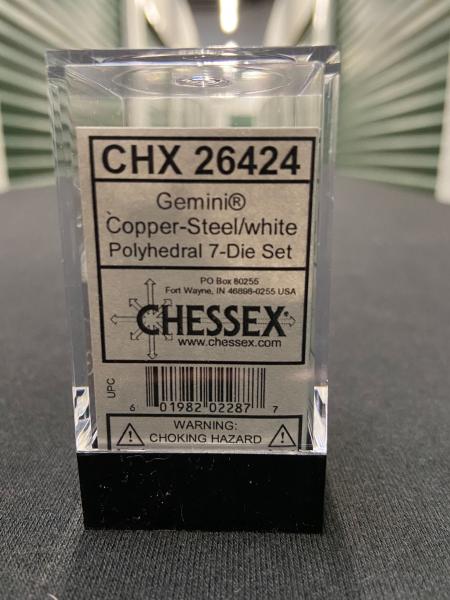 CHX 26424
Gemini®
Copper-Steel/white
Polyhedral 7-Die Set
PO Box 80255
Fort Wayne, IN 46898-0255 USA
CHESSEX®
www.chessex.com
UPC
6 01982 02287 7
WARNING:
CHOKING HAZARD